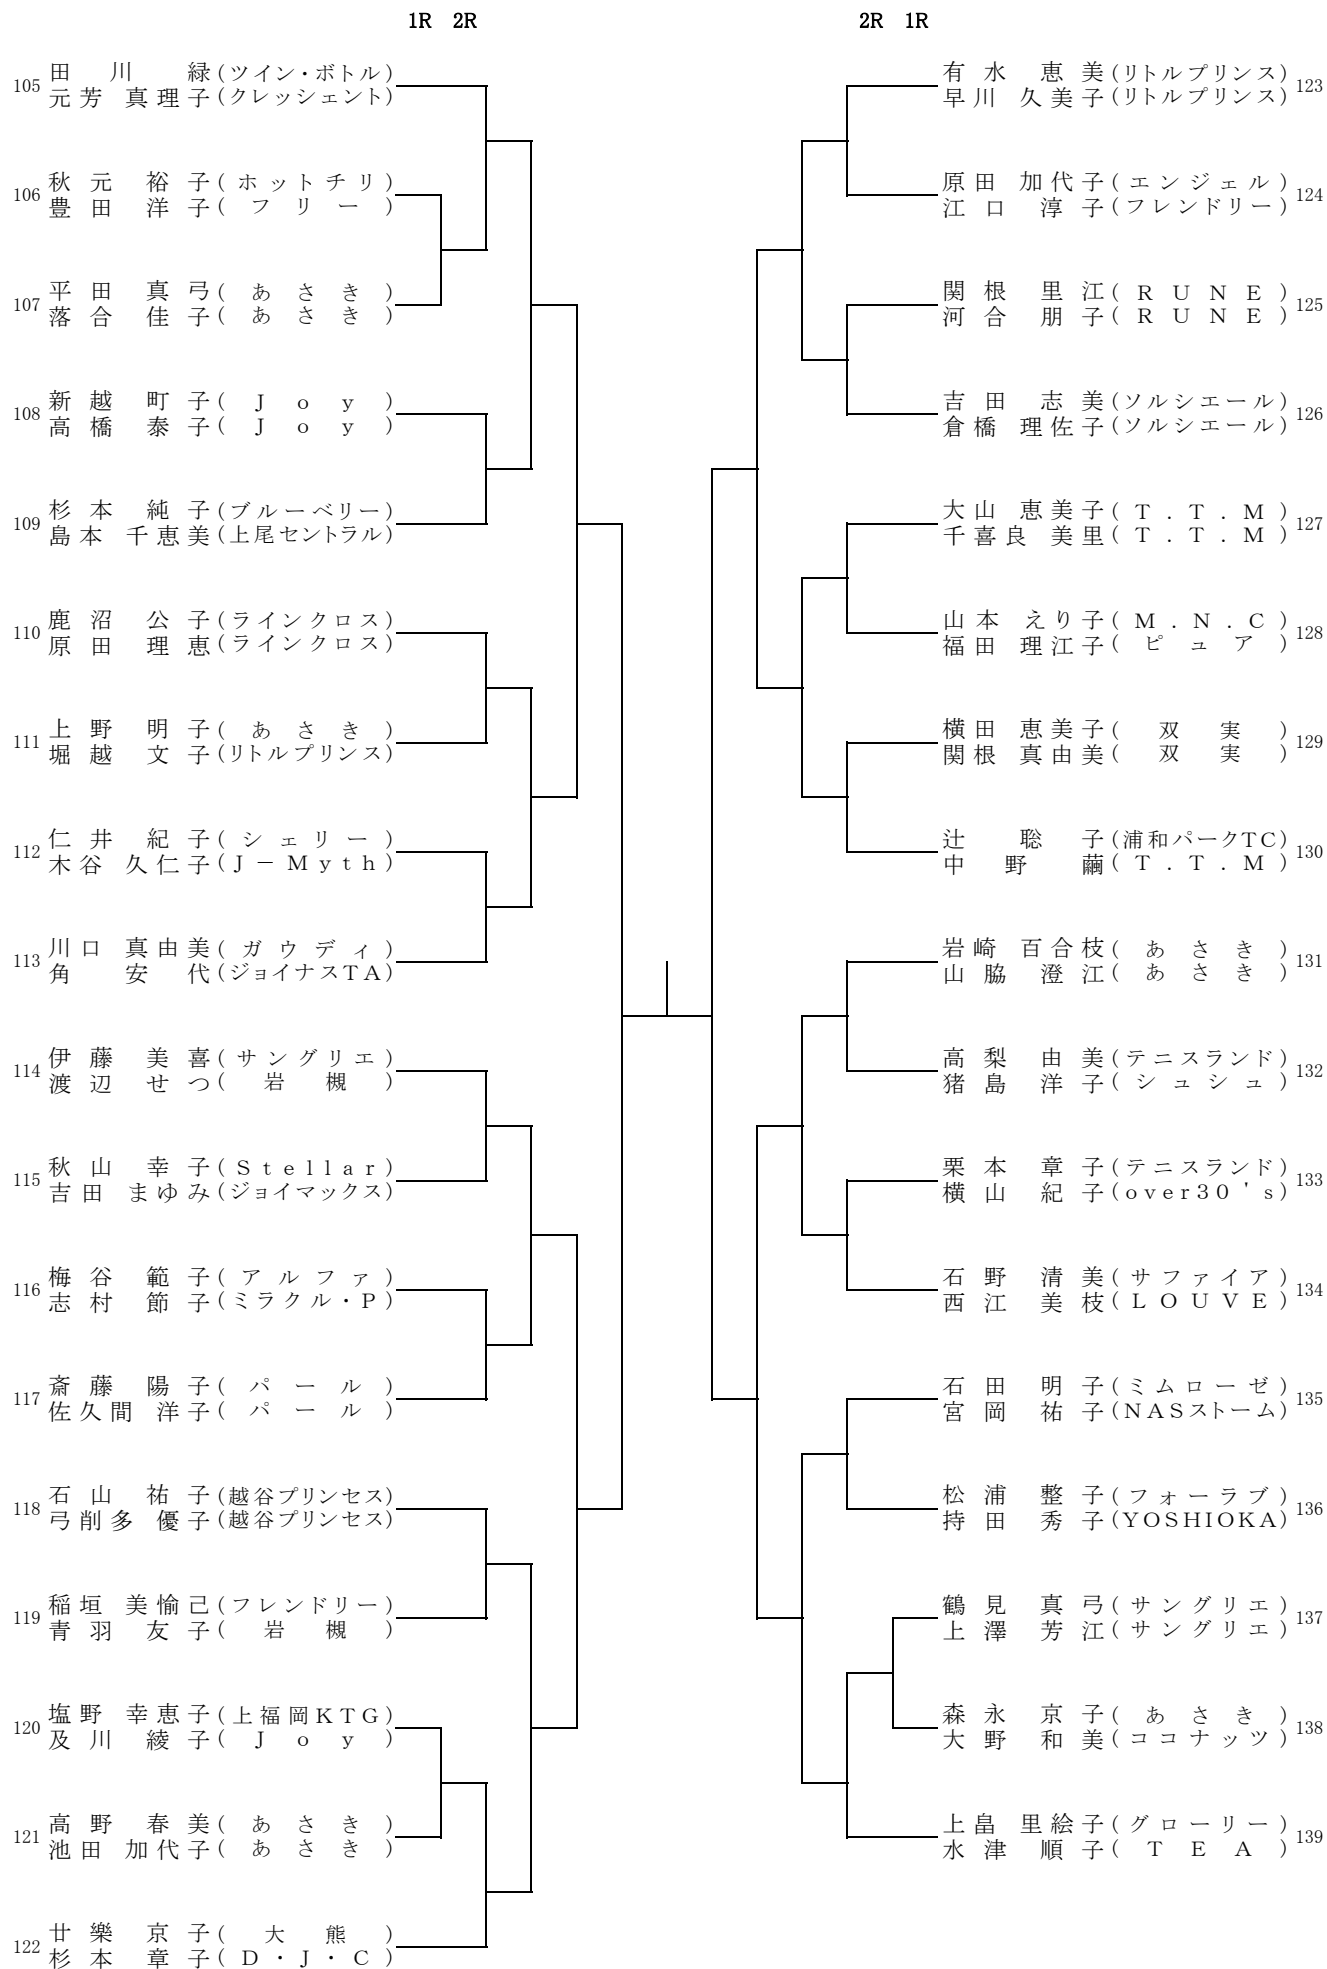 1R 2R
105 田川 緑(ツイン・ボトル)
元芳 真理子(クレッシェント)
106 秋元 裕子(ホットチリ)
豊田 洋子(フリー)
107 平田 真弓(あさき)
落合 佳子(あさき)
108 新越 町子(Joy)
高橋 泰子(Joy)
109 杉本 純子(ブルーベリー)
島本 千恵美(上尾セントラル)
110 鹿沼 公子(ラインクロス)
原田 理恵(ラインクロス)
111 上野 明子(あさき)
堀越 文子(リトルプリンス)
112 仁井 紀子(シェリー)
木谷 久仁子(J-Myth)
113 川口 真由美(ガウディ)
角 安代(ジョイナスTA)
114 伊藤 美喜(サングリエ)
渡辺 せつ(岩槻)
115 秋山 幸子(Stellar)
吉田 まゆみ(ジョイマックス)
116 梅谷 範子(アルファ)
志村 節子(ミラクル・P)
117 斎藤 陽子(パール)
佐久間 洋子(パール)
118 石山 祐子(越谷プリンセス)
弓削多 優子(越谷プリンセス)
119 稲垣 美愉己(フレンドリー)
青羽 友子(岩槻)
120 塩野 幸恵子(上福岡KTG)
及川 綾子(Joy)
121 高野 春美(あさき)
池田 加代子(あさき)
122 廿樂 京子(大熊)
杉本 章子(D・J・C)
2R 1R
有水 恵美(リトルプリンス) 123
早川 久美子(リトルプリンス)
原田 加代子(エンジェル) 124
江口 淳子(フレンドリー)
関根 里江(RUNE) 125
河合 朋子(RUNE)
吉田 志美(ソルシエール) 126
倉橋 理佐子(ソルシエール)
大山 恵美子(T.T.M) 127
千喜良 美里(T.T.M)
山本 えり子(M.N.C) 128
福田 理江子(ピュア)
横田 恵美子(双実) 129
関根 真由美(双実)
辻 聡子(浦和パークTC) 130
中野 繭(T.T.M)
岩崎 百合枝(あさき) 131
山脇 澄江(あさき)
高梨 由美(テニスランド) 132
猪島 洋子(シュシュ)
栗本 章子(テニスランド) 133
横山 紀子(over30's)
石野 清美(サファイア) 134
西江 美枝(LOUVE)
石田 明子(ミムローゼ) 135
宮岡 祐子(NASストーム)
松浦 整子(フォーラブ) 136
持田 秀子(YOSHIOKA)
鶴見 真弓(サングリエ) 137
上澤 芳江(サングリエ)
森永 京子(あさき) 138
大野 和美(ココナッツ)
上畠 里絵子(グローリー) 139
水津 順子(TEA)